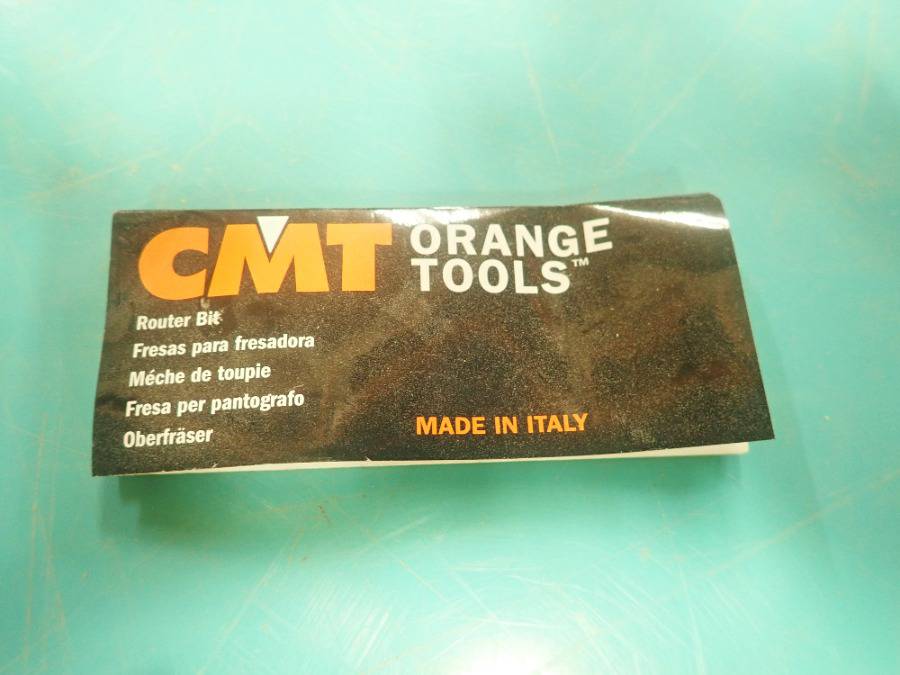 CMT ORANGE TOOLS™
Router Bit
Fresas para fresadora
Méche de toupie
Fresa per pantografo
Oberfräser
MADE IN ITALY